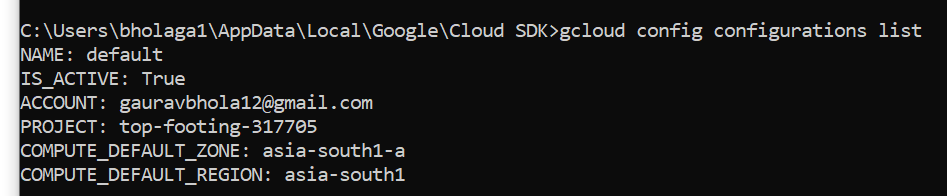 C:\Users\bholaga1\AppData\Local\Google\Cloud SDK>gcloud config configurations list
NAME: default
IS_ACTIVE: True
ACCOUNT: gauravbhola12@gmail.com
PROJECT: top-footing-317705
COMPUTE_DEFAULT_ZONE: asia-south1-a
COMPUTE_DEFAULT_REGION: asia-south1